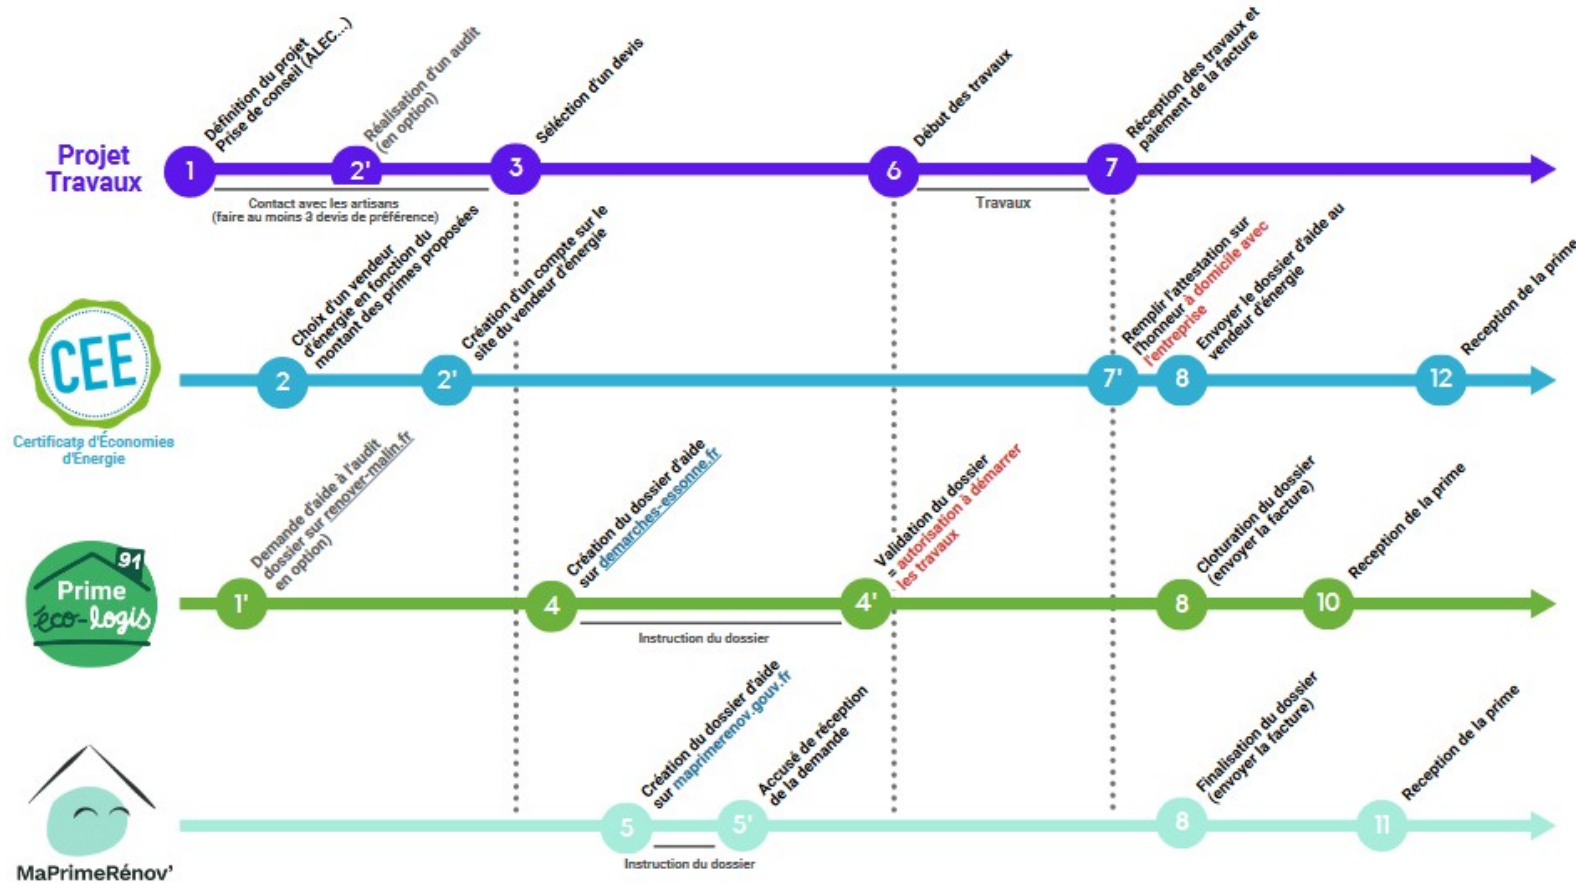 Projet
Travaux
1
Définition du projet
Prise de conseil (ALEC...)
2'
Réalisation d'un audit
(en option)
3
Séléction d'un devis
6
Début des travaux
7
Réception des travaux et
paiement de la facture
Contact avec les artisans
(faire au moins 3 devis de préférence)
Travaux
CEE
Certificats d'Économies
d'Énergie
2
Choix d'un vendeur
d'énergie en fonction du
montant des primes proposées
2'
Création d'un compte sur le
site du vendeur d'énergie
7'
Remplir l'attestation sur
l'honneur à domicile avec
l'entreprise
8
Envoyer le dossier d'aide au
vendeur d'énergie
12
Reception de la prime
91
Prime
éco-logis
1'
Demande d'aide à l'audit
dossier sur renover-malin.fr
en option)
4
Création du dossier d'aide
sur demarches-essonne.fr
4'
Validation du dossier
= autorisation à démarrer
les travaux
8
Cloturation du dossier
(envoyer la facture)
10
Reception de la prime
Instruction du dossier
MaPrimeRénov'
5
Création du dossier d'aide
sur maprimerenov.gouv.fr
5'
Accusé de réception
de la demande
8
Finalisation du dossier
(envoyer la facture)
11
Reception de la prime
Instruction du dossier